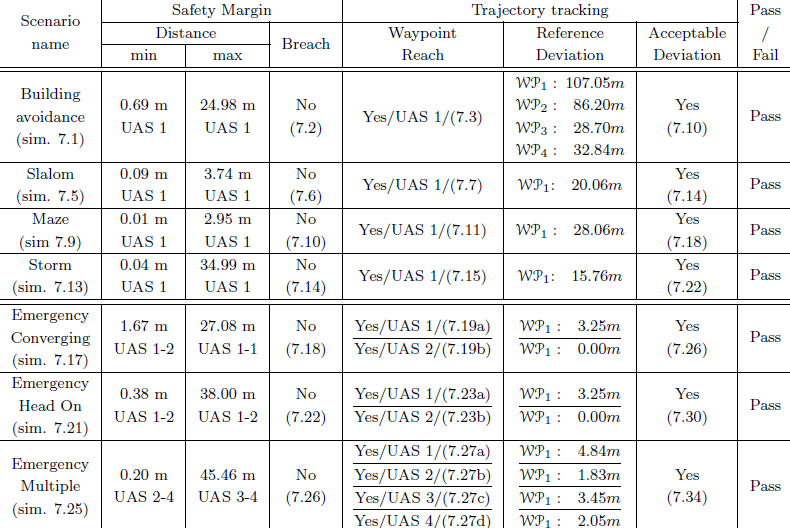 Scenario name | Safety Margin | Trajectory tracking | Pass / Fail
Distance | Breach | Waypoint Reach | Reference Deviation | Acceptable Deviation
min | max
Building avoidance (sim. 7.1) | 0.69 m UAS 1 | 24.98 m UAS 1 | No (7.2) | Yes/UAS 1/(7.3) | 𝒲𝒫₁ : 107.05m 𝒲𝒫₂ : 86.20m 𝒲𝒫₃ : 28.70m 𝒲𝒫₄ : 32.84m | Yes (7.10) | Pass
Slalom (sim. 7.5) | 0.09 m UAS 1 | 3.74 m UAS 1 | No (7.6) | Yes/UAS 1/(7.7) | 𝒲𝒫₁: 20.06m | Yes (7.14) | Pass
Maze (sim 7.9) | 0.01 m UAS 1 | 2.95 m UAS 1 | No (7.10) | Yes/UAS 1/(7.11) | 𝒲𝒫₁ : 28.06m | Yes (7.18) | Pass
Storm (sim. 7.13) | 0.04 m UAS 1 | 34.99 m UAS 1 | No (7.14) | Yes/UAS 1/(7.15) | 𝒲𝒫₁: 15.76m | Yes (7.22) | Pass
Emergency Converging (sim. 7.17) | 1.67 m UAS 1-2 | 27.08 m UAS 1-1 | No (7.18) | Yes/UAS 1/(7.19a) Yes/UAS 2/(7.19b) | 𝒲𝒫₁ : 3.25m 𝒲𝒫₁ : 0.00m | Yes (7.26) | Pass
Emergency Head On (sim. 7.21) | 0.38 m UAS 1-2 | 38.00 m UAS 1-2 | No (7.22) | Yes/UAS 1/(7.23a) Yes/UAS 2/(7.23b) | 𝒲𝒫₁ : 3.25m 𝒲𝒫₁ : 0.00m | Yes (7.30) | Pass
Emergency Multiple (sim. 7.25) | 0.20 m UAS 2-4 | 45.46 m UAS 3-4 | No (7.26) | Yes/UAS 1/(7.27a) Yes/UAS 2/(7.27b) Yes/UAS 3/(7.27c) Yes/UAS 4/(7.27d) | 𝒲𝒫₁ : 4.84m 𝒲𝒫₁ : 1.83m 𝒲𝒫₁ : 3.45m 𝒲𝒫₁ : 2.05m | Yes (7.34) | Pass